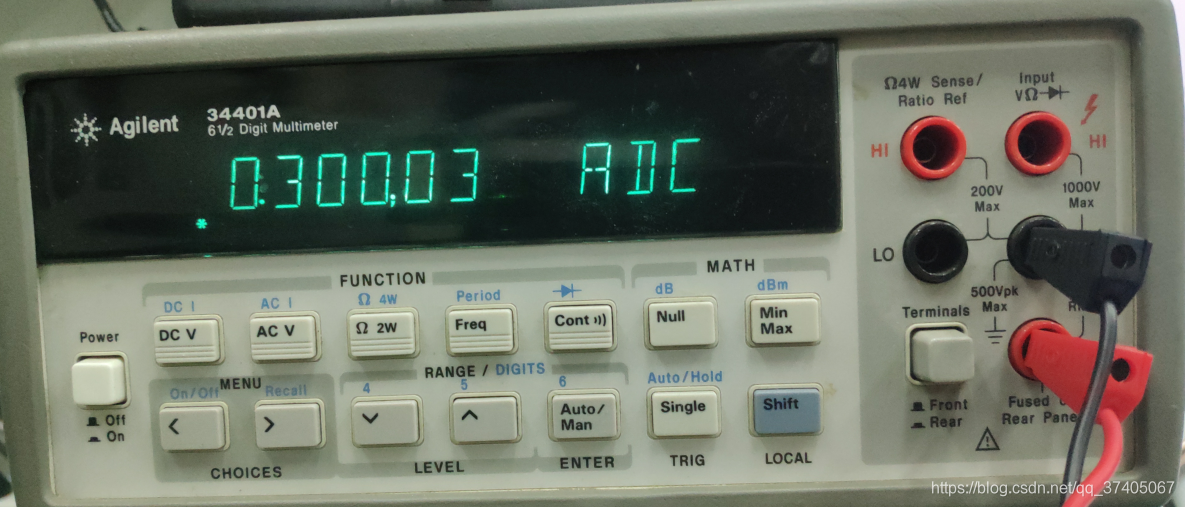 Agilent 34401A
6½ Digit Multimeter
0.300,03 ADC
*
Ω4W Sense/
Ratio Ref
Input
VΩ
HI
HI
200V
Max
1000V
Max
LO
500Vpk
Max
Terminals
Front
Rear
Fused
Rear Panel
Power
Off
On
FUNCTION
MATH
DC I
AC I
Ω 4W
Period
dB
dBm
DC V
AC V
Ω 2W
Freq
Cont
Null
Min
Max
MENU
RANGE / DIGITS
On/Off
Recall
4
5
6
Auto/Hold
<
>
Auto/
Man
Single
Shift
CHOICES
LEVEL
ENTER
TRIG
LOCAL
https://blog.csdn.net/qq_37405067